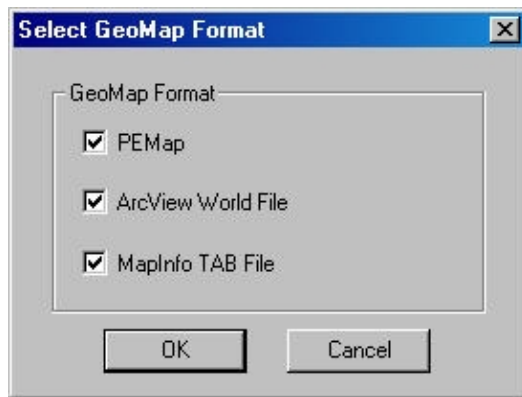 Select GeoMap Format
GeoMap Format
PEMap
ArcView World File
MapInfo TAB File
OK Cancel